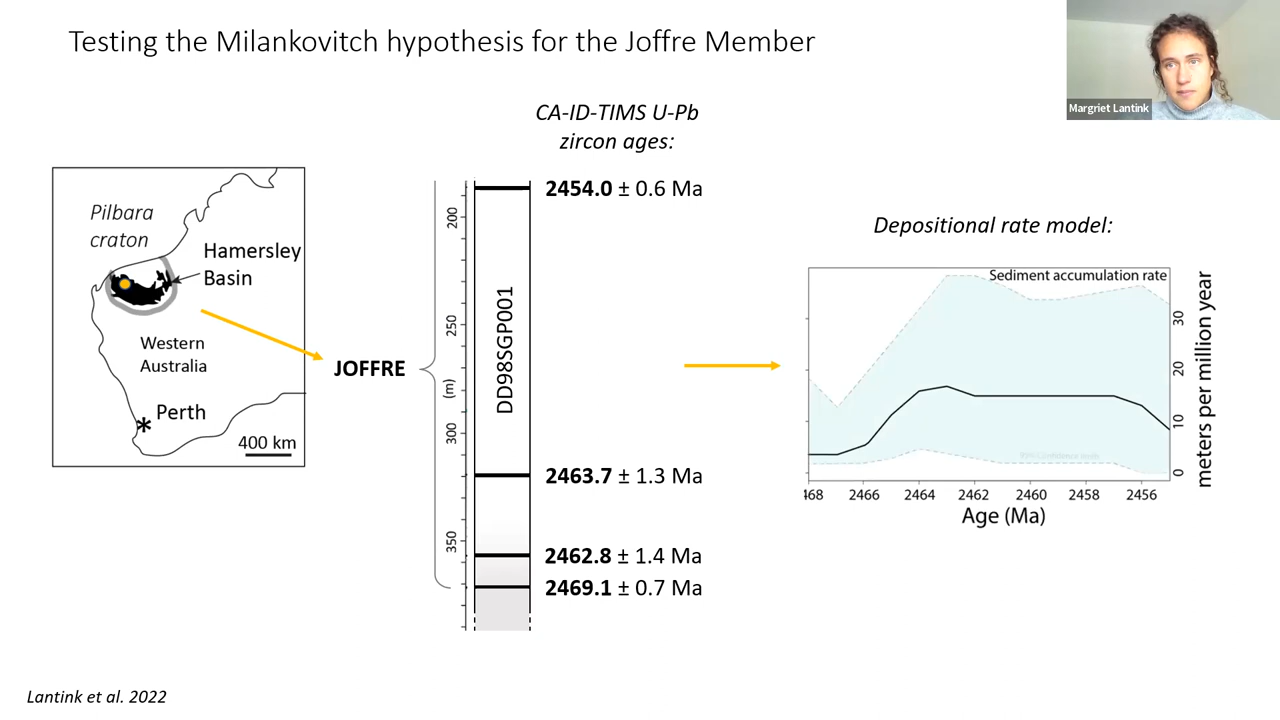 Testing the Milankovitch hypothesis for the Joffre Member
Margriet Lantink
CA-ID-TIMS U-Pb
zircon ages:
Pilbara
craton
Hamersley
Basin
Western
Australia
Perth
400 km
JOFFRE
200
250
(m)
300
350
DD98SGP001
2454.0 ± 0.6 Ma
2463.7 ± 1.3 Ma
2462.8 ± 1.4 Ma
2469.1 ± 0.7 Ma
Depositional rate model:
Sediment accumulation rate
30
20
10
0
meters per million year
468 2466 2464 2462 2460 2458 2456
Age (Ma)
Lantink et al. 2022